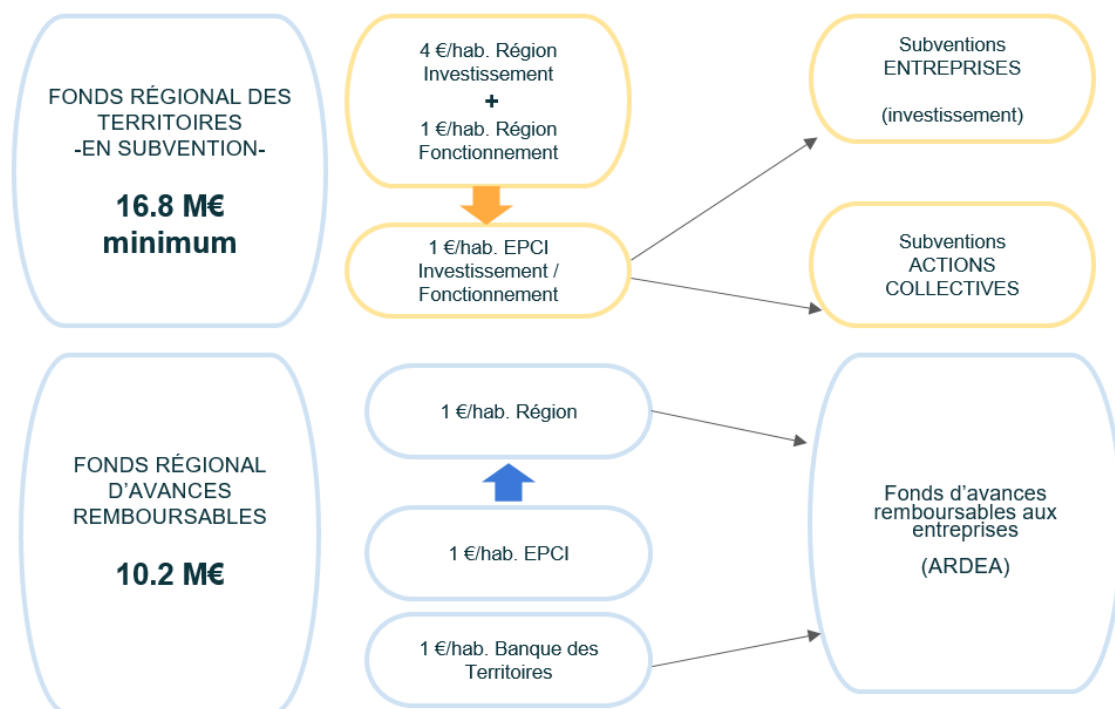 FONDS RÉGIONAL DES
TERRITOIRES
-EN SUBVENTION-
16.8 M€
minimum
4 €/hab. Région
Investissement
+
1 €/hab. Région
Fonctionnement
1 €/hab. EPCI
Investissement /
Fonctionnement
Subventions
ENTREPRISES
(investissement)
Subventions
ACTIONS
COLLECTIVES
FONDS RÉGIONAL
D’AVANCES
REMBOURSABLES
10.2 M€
1 €/hab. Région
1 €/hab. EPCI
1 €/hab. Banque des
Territoires
Fonds d’avances
remboursables aux
entreprises
(ARDEA)